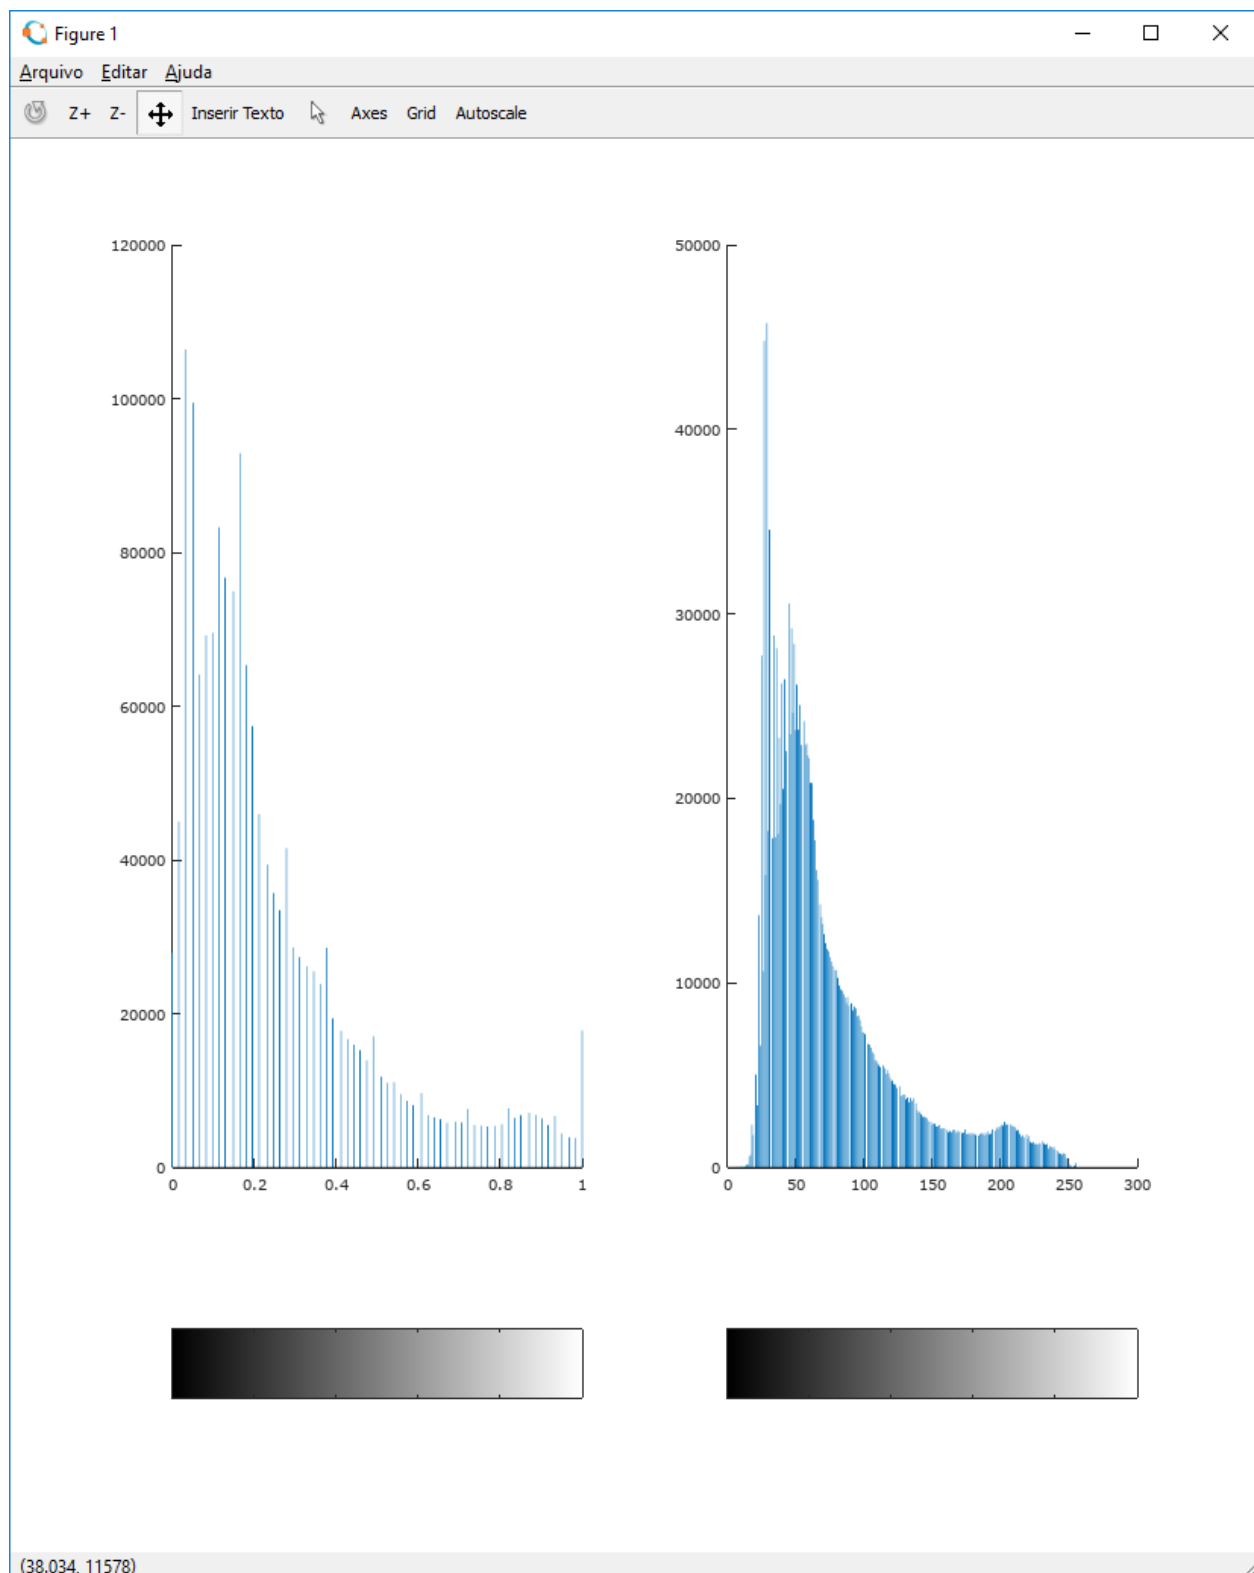 Figure 1
Arquivo Editar Ajuda
Z+ Z- Inserir Texto Axes Grid Autoscale
120000
100000
80000
60000
40000
20000
0
0 0.2 0.4 0.6 0.8 1
50000
40000
30000
20000
10000
0
0 50 100 150 200 250 300
(38.034, 11578)